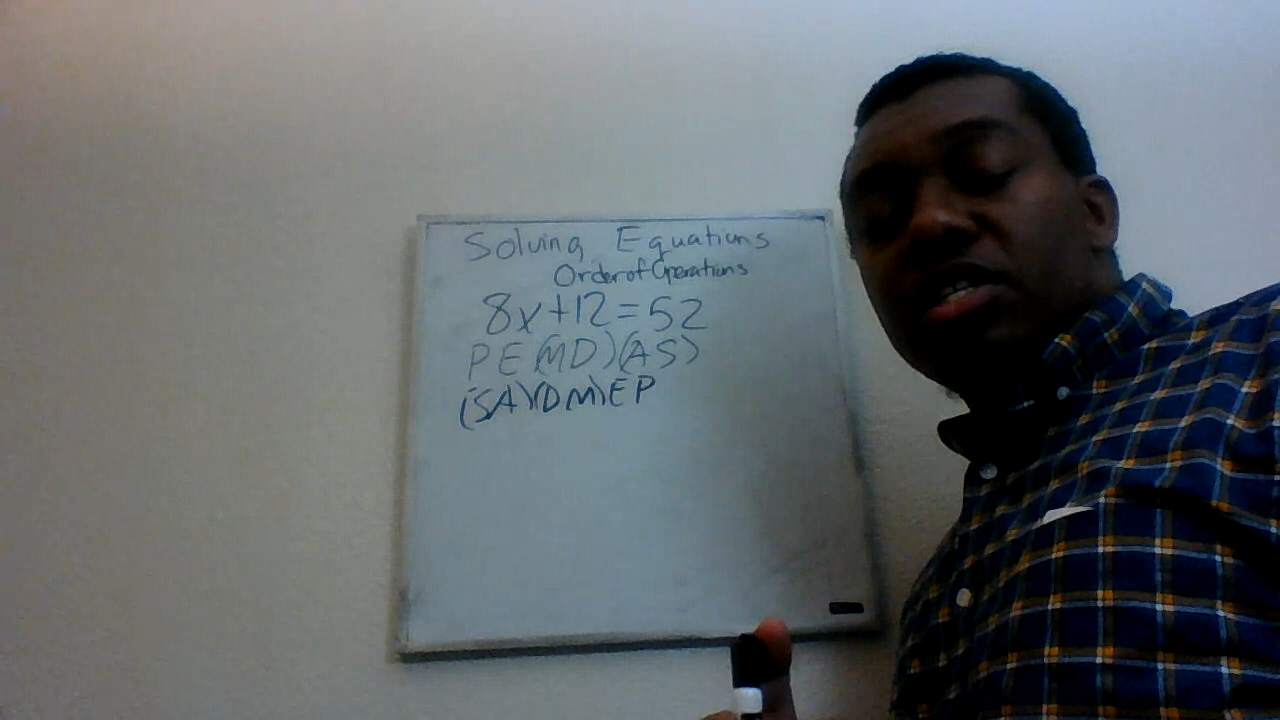 Solving Equations
Order of Operations
8x+12=52
PE(MD)(AS)
(SA)(DM)EP